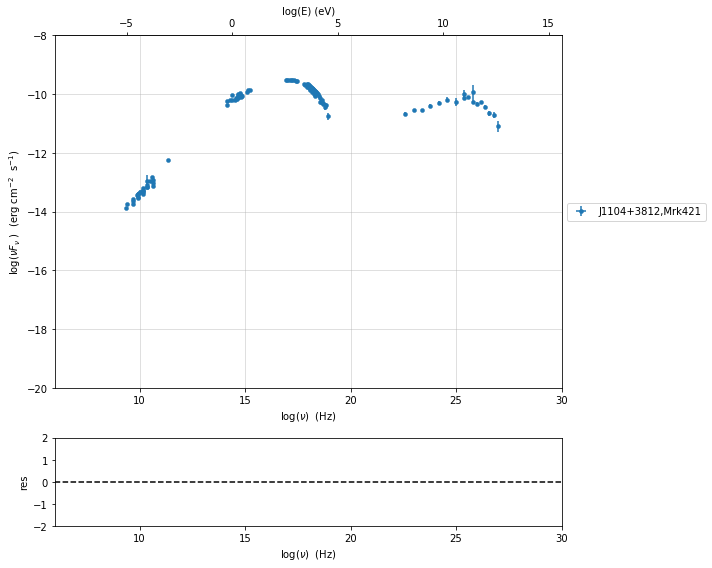 log(E) (eV)
−5 0 5 10 15
−8
−10
−12
−14
−16
−18
−20
log(νFν ) (erg cm−2 s−1)
J1104+3812,Mrk421
10 15 20 25 30
log(ν) (Hz)
2
1
0
−1
−2
res
10 15 20 25 30
log(ν) (Hz)